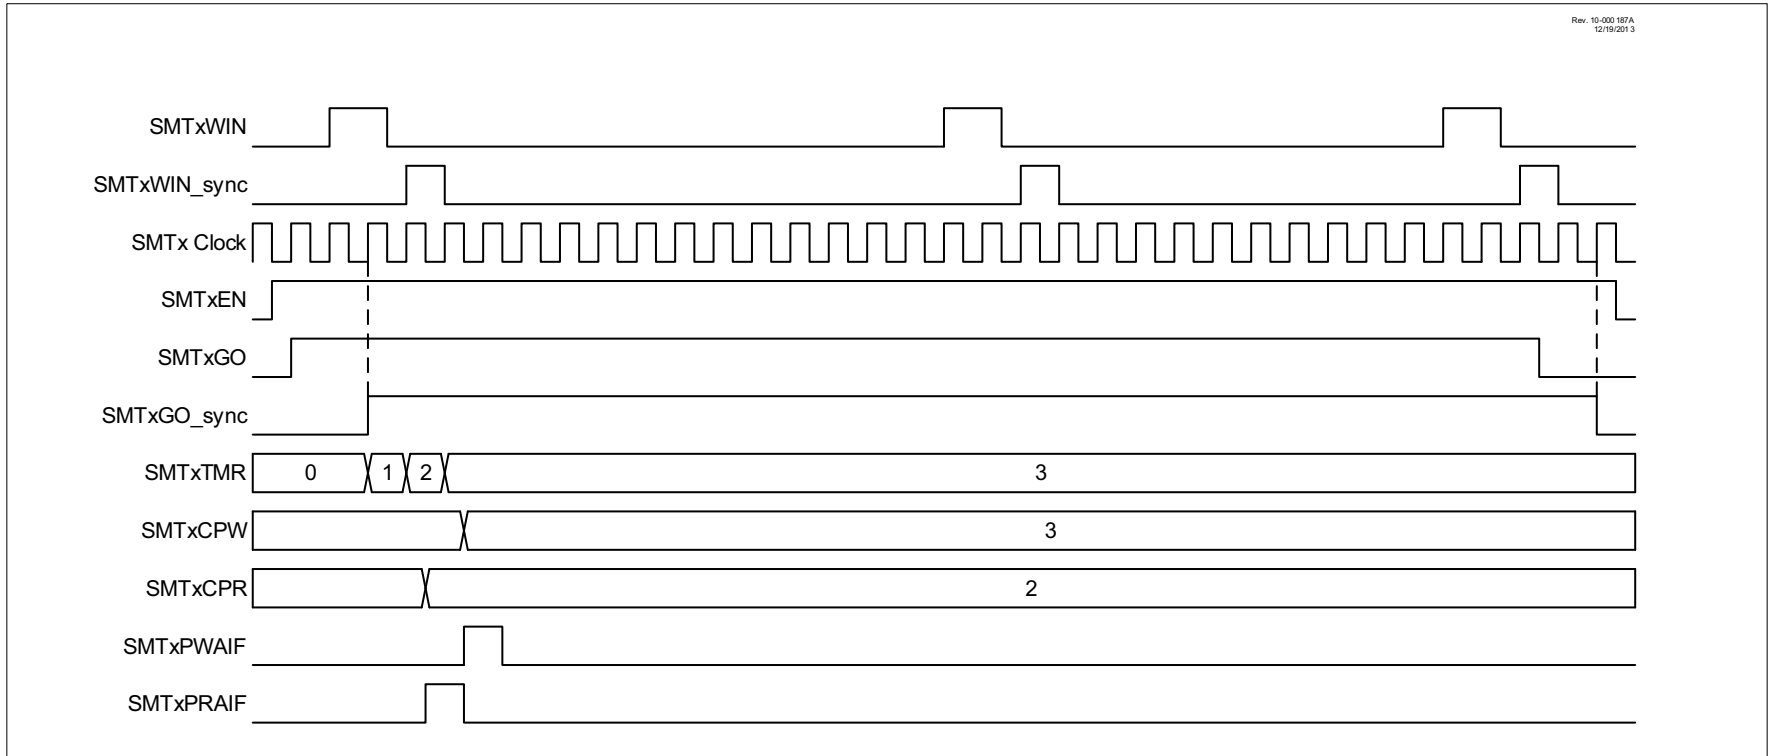 Rev. 10-000 187A
12/19/201 3
SMTxWIN
SMTxWIN_sync
SMTx Clock
SMTxEN
SMTxGO
SMTxGO_sync
SMTxTMR 0 1 2 3
SMTxCPW 3
SMTxCPR 2
SMTxPWAIF
SMTxPRAIF